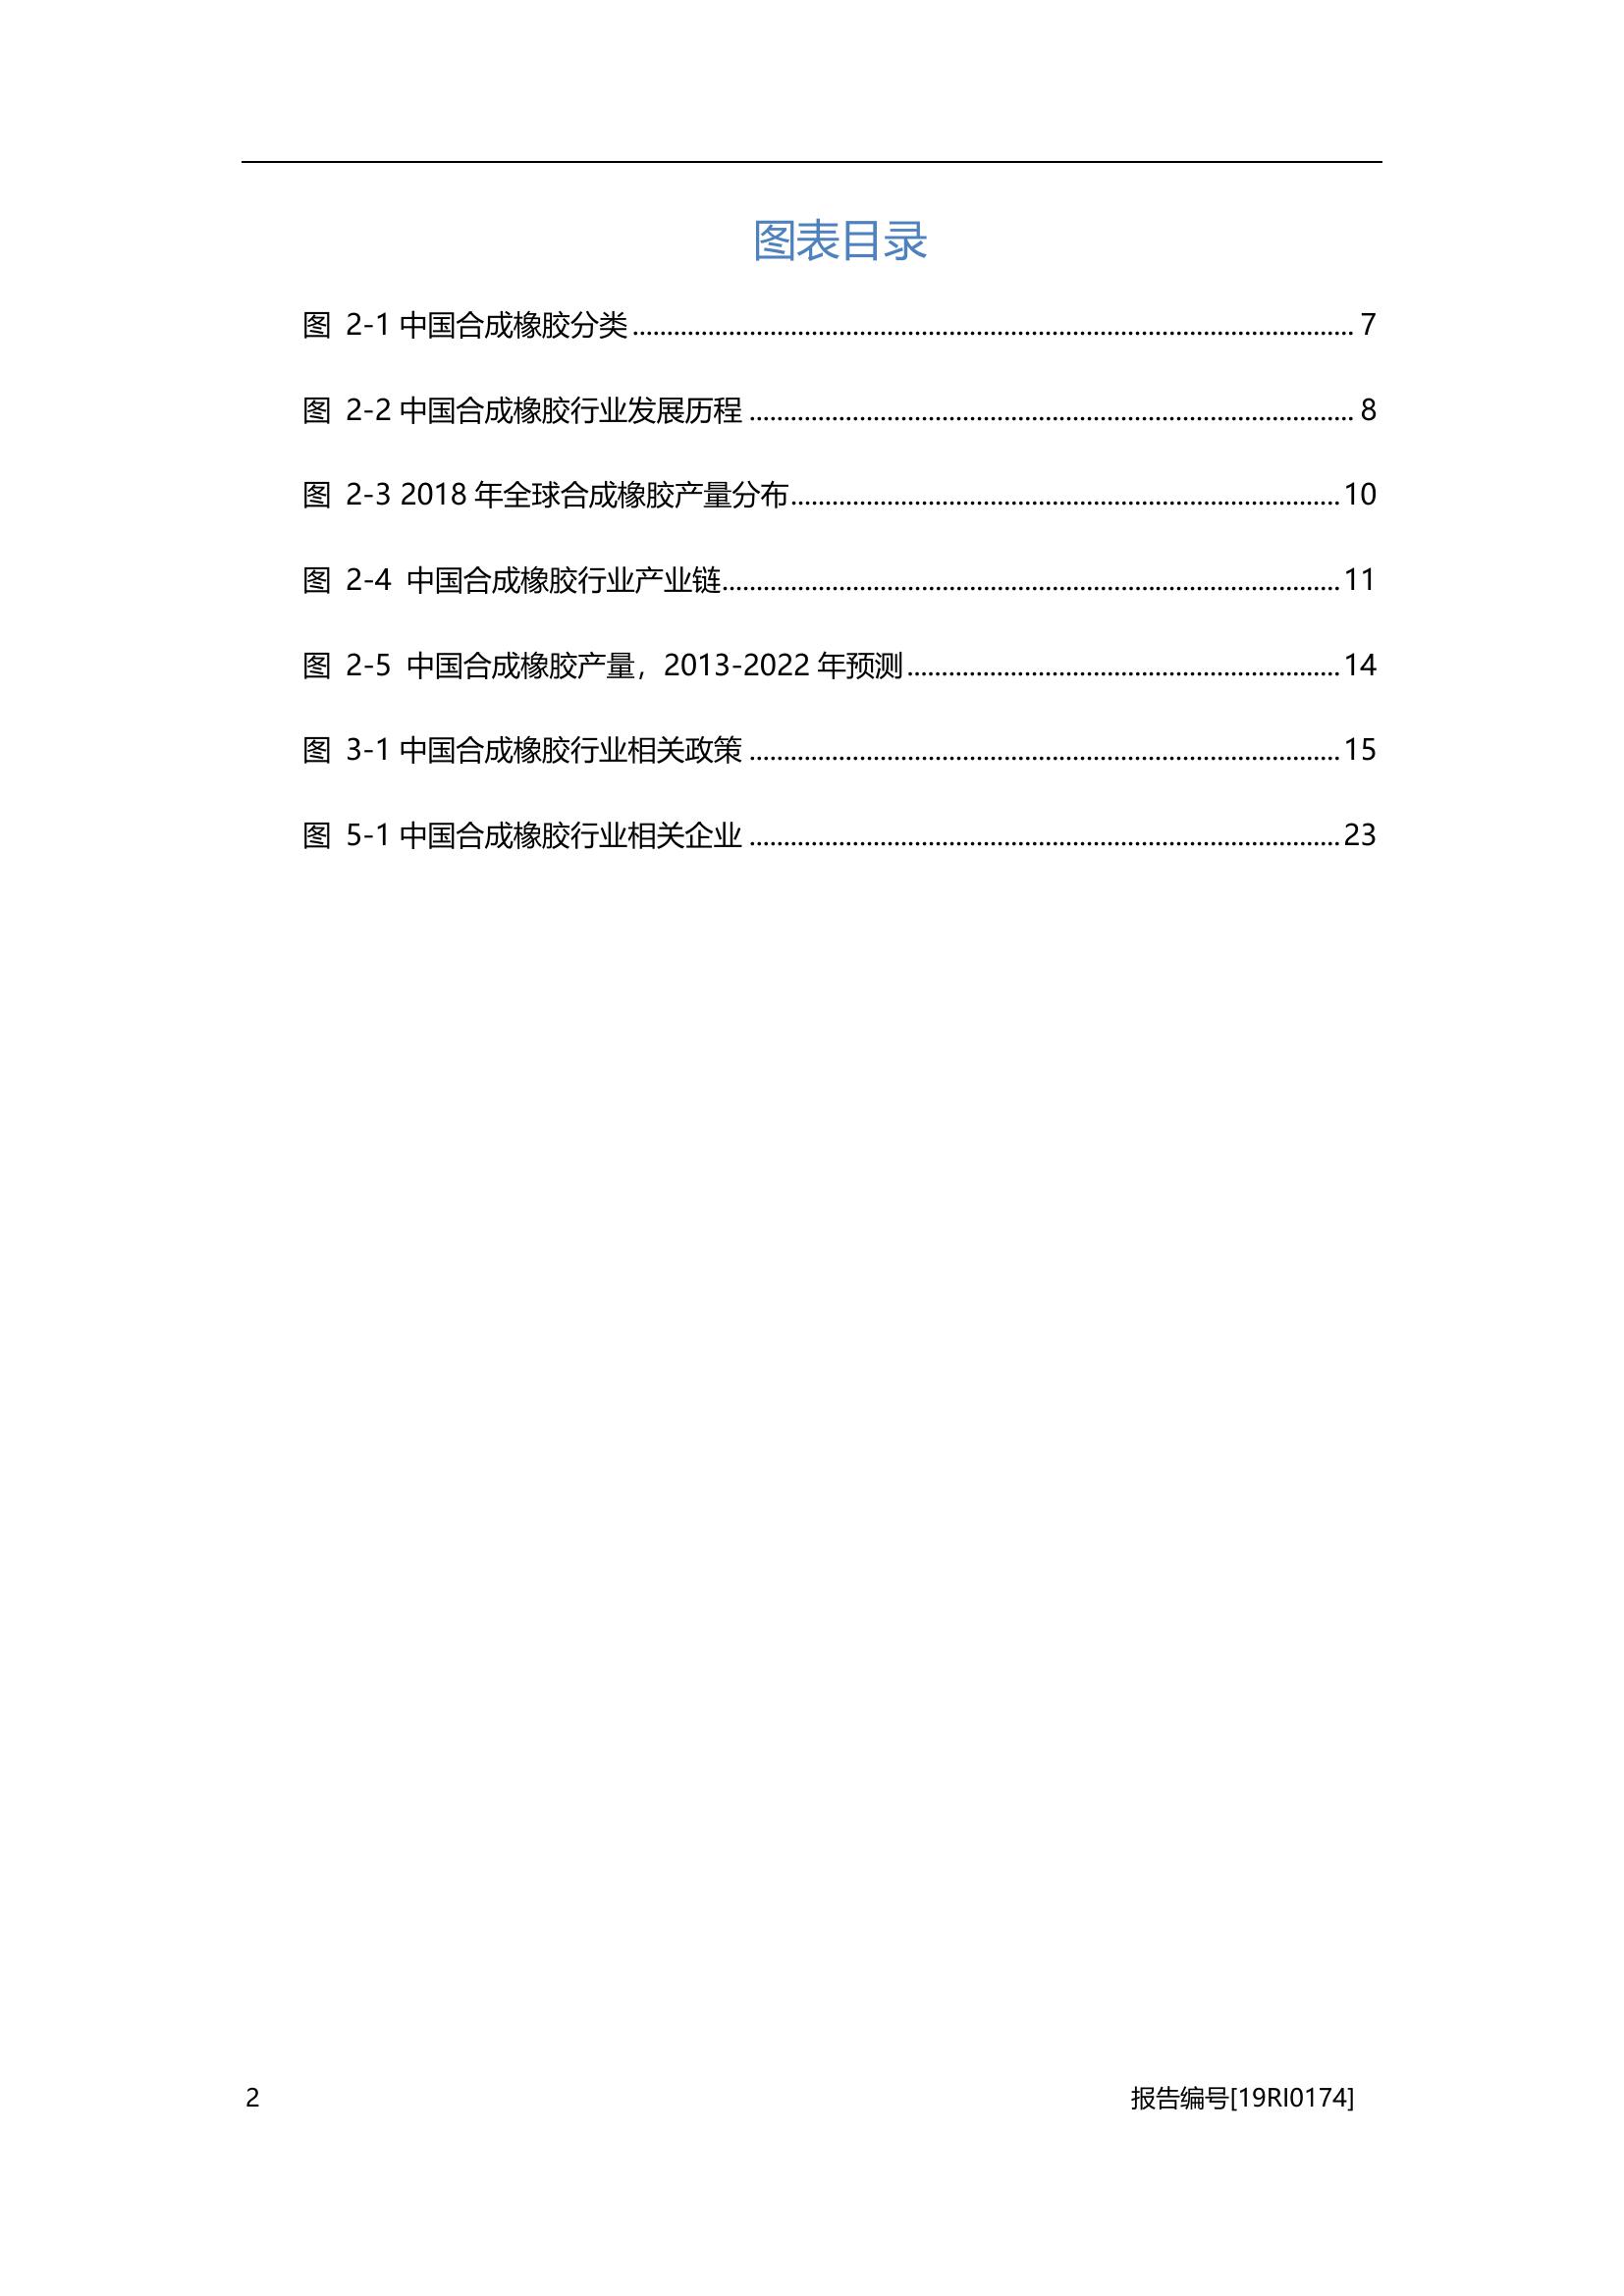 图表目录
图 2-1 中国合成橡胶分类 ........................................................................................................ 7
图 2-2 中国合成橡胶行业发展历程 ........................................................................................ 8
图 2-3 2018 年全球合成橡胶产量分布................................................................................ 10
图 2-4 中国合成橡胶行业产业链.......................................................................................... 11
图 2-5 中国合成橡胶产量，2013-2022 年预测 ............................................................... 14
图 3-1 中国合成橡胶行业相关政策 ...................................................................................... 15
图 5-1 中国合成橡胶行业相关企业 ...................................................................................... 23
2 报告编号[19RI0174]